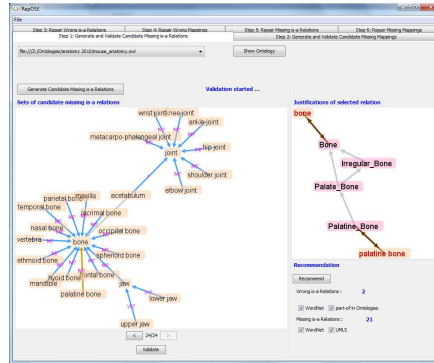 RepOSE
File
Step 3: Repair Wrong is-a Relations
Step 4: Repair Wrong Mappings
Step 5: Repair Missing is-a Relations
Step 6: Repair Missing Mappings
Step 1: Generate and Validate Candidate Missing is-a Relations
Step 2: Generate and Validate Candidate Missing Mappings
file:///D:/Ontologies/anatomy 2010/mouse_anatomy.owl
Show Ontology
Generate Candidate Missing is-a Relations
Validation started ...
Sets of candidate missing is-a relations
Justifications of selected relation
wrist joint
knee joint
ankle joint
metacarpo-phalangeal joint
hip joint
joint
shoulder joint
elbow joint
acetabulum
maxilla
parietal bone
temporal bone
lacrimal bone
nasal bone
occipital bone
vertebra
bone
sphenoid bone
ethmoid bone
frontal bone
hyoid bone
mandible
jaw
palatine bone
lower jaw
upper jaw
bone
Bone
Irregular_Bone
Palate_Bone
Palatine_Bone
palatine bone
< 24/24 >
Validate
Recommendation
Recommend
Wrong is-a Relations : 2
WordNet
part-of in Ontologies
Missing is-a Relations : 21
WordNet
UMLS